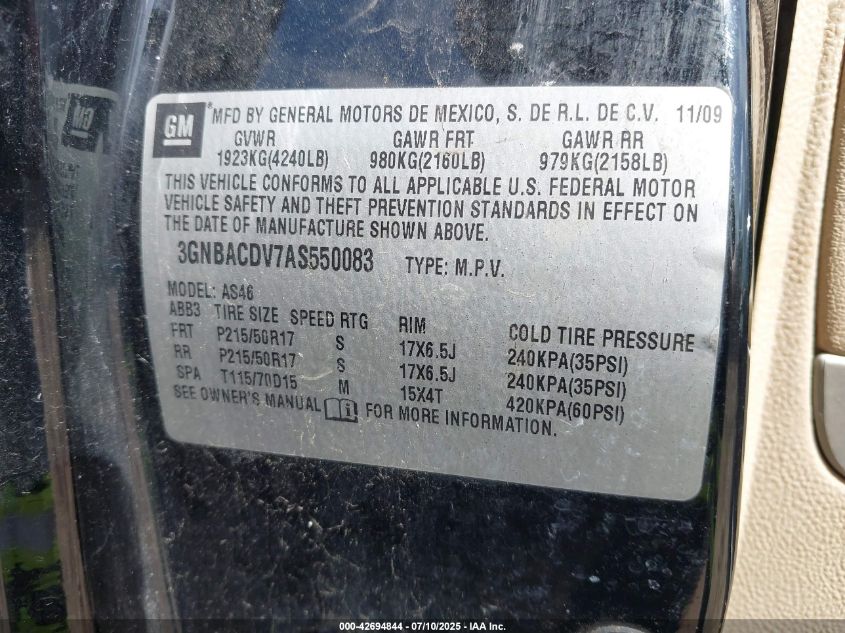 GM ® MFD BY GENERAL MOTORS DE MEXICO, S. DE R.L. DE C.V. 11/09
GVWR GAWR FRT GAWR RR
1923KG(4240LB) 980KG(2160LB) 979KG(2158LB)
THIS VEHICLE CONFORMS TO ALL APPLICABLE U.S. FEDERAL MOTOR
VEHICLE SAFETY AND THEFT PREVENTION STANDARDS IN EFFECT ON
THE DATE OF MANUFACTURE SHOWN ABOVE.
3GNBACDV7AS550083 TYPE: M.P.V.
MODEL: AS46
ABB3 TIRE SIZE SPEED RTG RIM COLD TIRE PRESSURE
FRT P215/50R17 S 17X6.5J 240KPA(35PSI)
RR P215/50R17 S 17X6.5J 240KPA(35PSI)
SPA T115/70D15 M 15X4T 420KPA(60PSI)
SEE OWNER'S MANUAL FOR MORE INFORMATION.
000-42694844 - 07/10/2025 - IAA Inc.